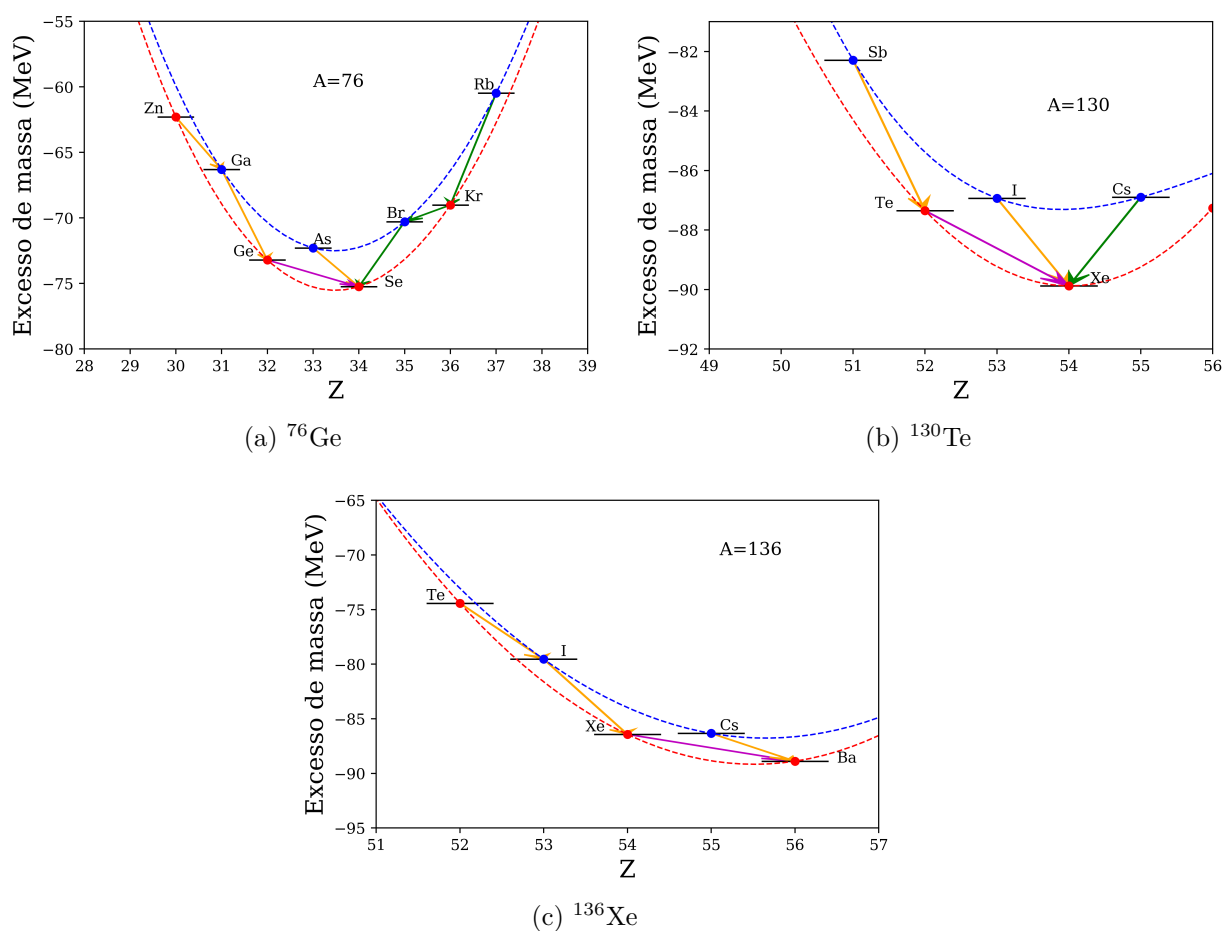 Excesso de massa (MeV)
−55
−60
−65
−70
−75
−80
A=76
Zn
Ga
Ge
As
Se
Br
Kr
Rb
28 29 30 31 32 33 34 35 36 37 38 39
Z
(a) ⁷⁶Ge
Excesso de massa (MeV)
−82
−84
−86
−88
−90
−92
A=130
Sb
Te
I
Xe
Cs
49 50 51 52 53 54 55 56
Z
(b) ¹³⁰Te
Excesso de massa (MeV)
−65
−70
−75
−80
−85
−90
−95
A=136
Te
I
Xe
Cs
Ba
51 52 53 54 55 56 57
Z
(c) ¹³⁶Xe